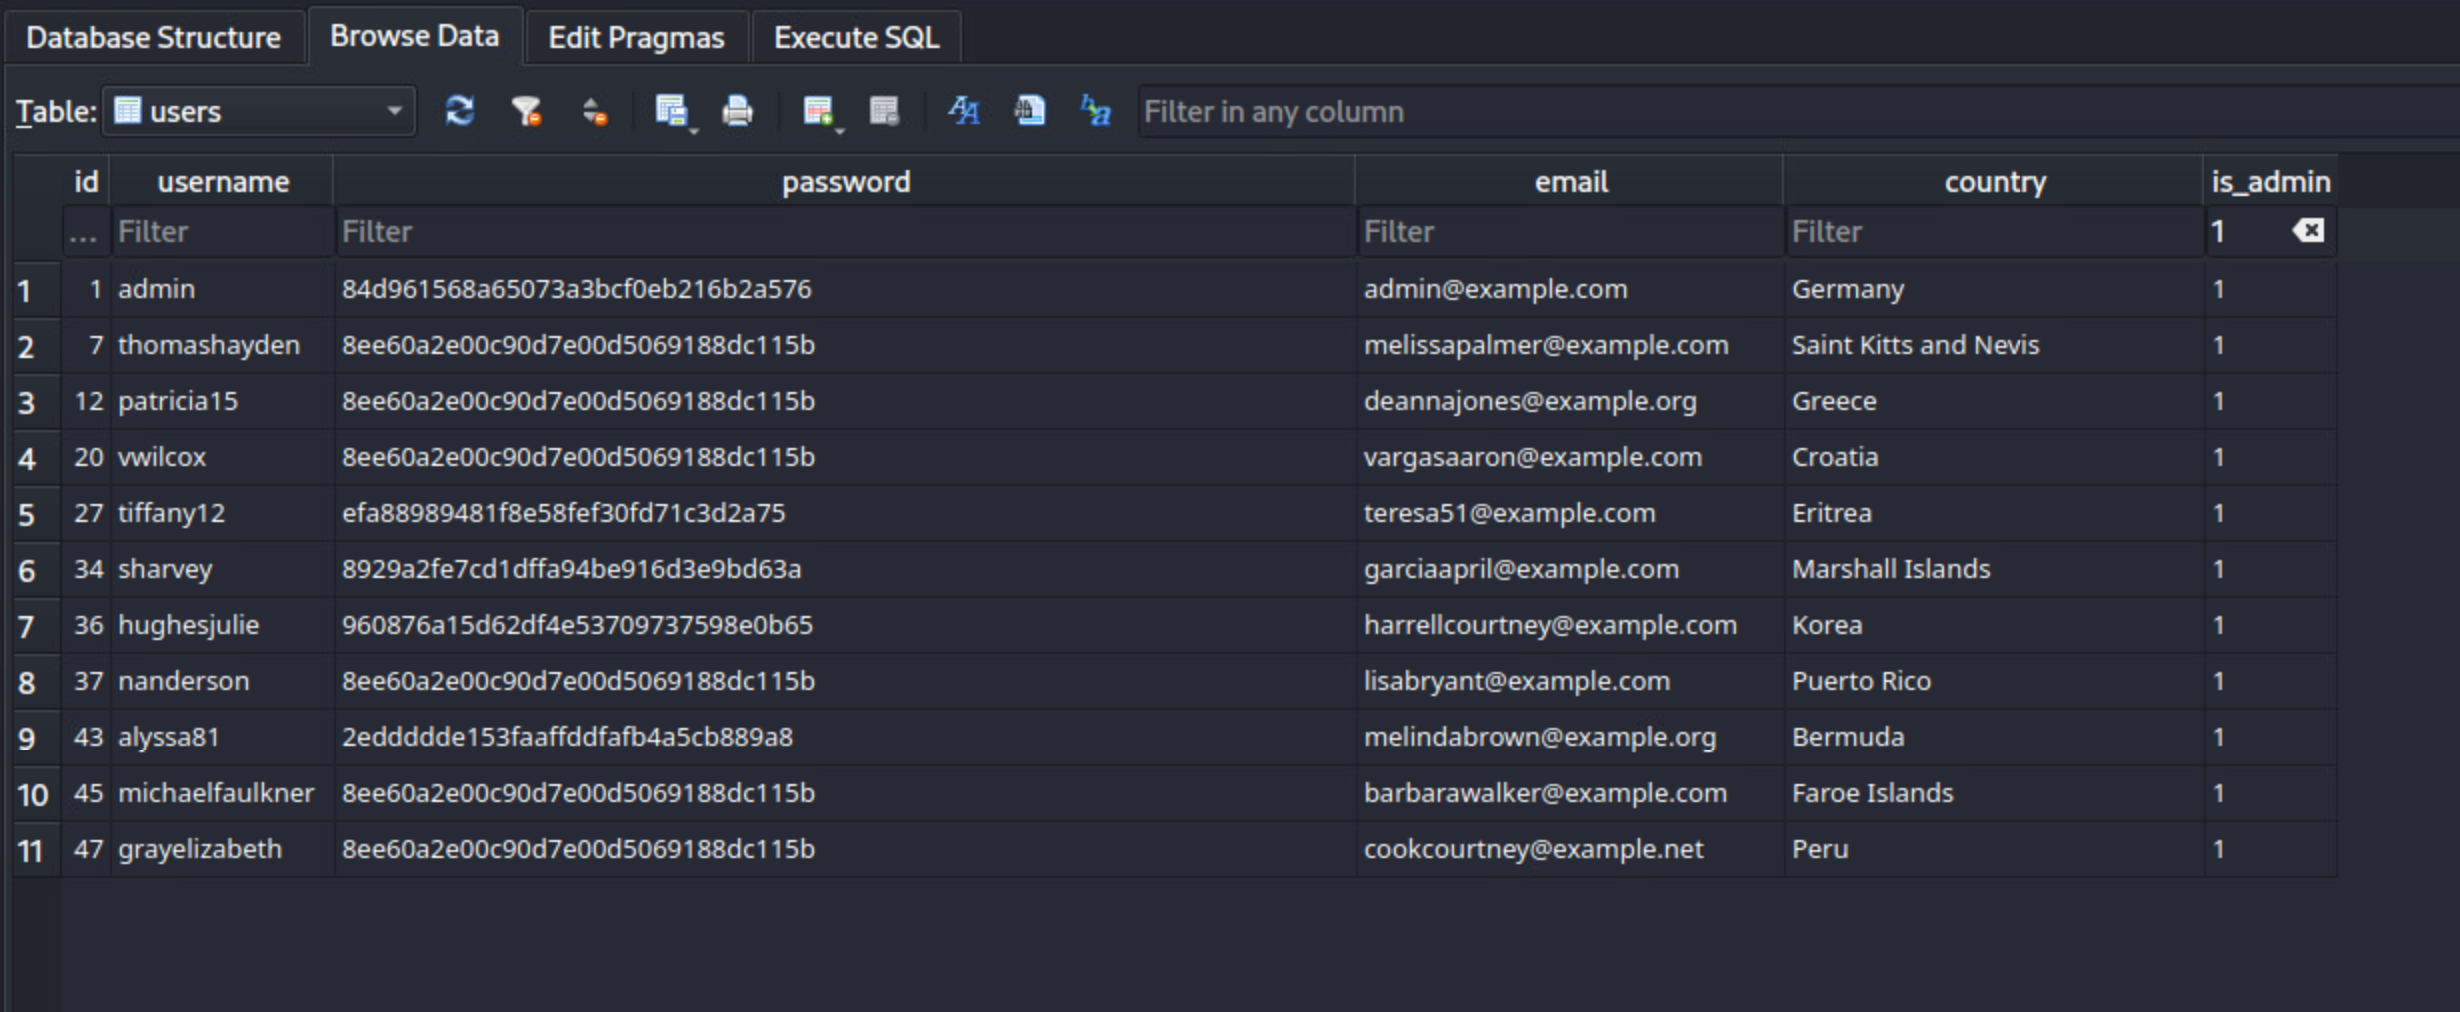 Database Structure Browse Data Edit Pragmas Execute SQL
Table: users Filter in any column
id username password email country is_admin
... Filter Filter Filter Filter 1
1 1 admin 84d961568a65073a3bcf0eb216b2a576 admin@example.com Germany 1
2 7 thomashayden 8ee60a2e00c90d7e00d5069188dc115b melissapalmer@example.com Saint Kitts and Nevis 1
3 12 patricia15 8ee60a2e00c90d7e00d5069188dc115b deannajones@example.org Greece 1
4 20 vwilcox 8ee60a2e00c90d7e00d5069188dc115b vargasaaron@example.com Croatia 1
5 27 tiffany12 efa88989481f8e58fef30fd71c3d2a75 teresa51@example.com Eritrea 1
6 34 sharvey 8929a2fe7cd1dffa94be916d3e9bd63a garciaapril@example.com Marshall Islands 1
7 36 hughesjulie 960876a15d62df4e53709737598e0b65 harrellcourtney@example.com Korea 1
8 37 nanderson 8ee60a2e00c90d7e00d5069188dc115b lisabryant@example.com Puerto Rico 1
9 43 alyssa81 2eddddde153faaffddfafb4a5cb889a8 melindabrown@example.org Bermuda 1
10 45 michaelfaulkner 8ee60a2e00c90d7e00d5069188dc115b barbarawalker@example.com Faroe Islands 1
11 47 grayelizabeth 8ee60a2e00c90d7e00d5069188dc115b cookcourtney@example.net Peru 1